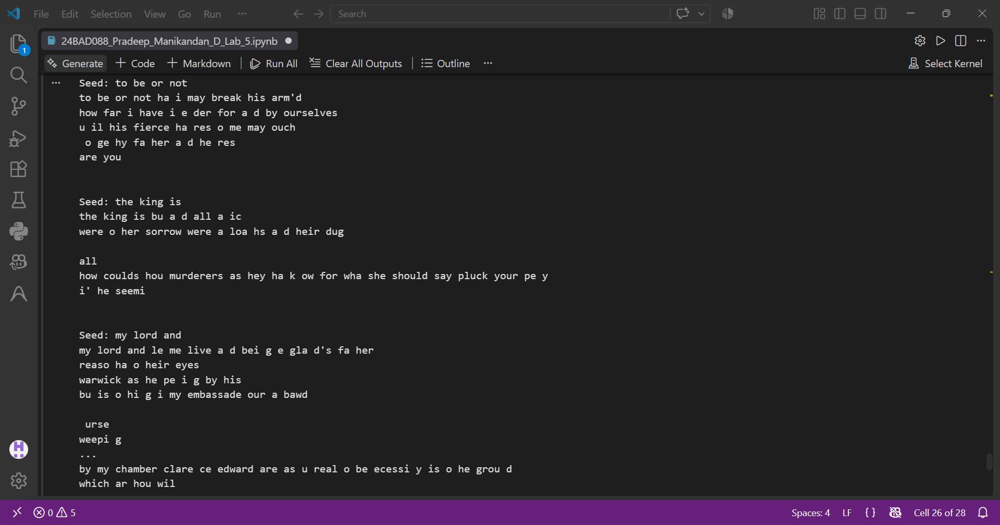 File Edit Selection View Go Run ...
Search
24BAD088_Pradeep_Manikandan_D_Lab_5.ipynb
Generate + Code + Markdown Run All Clear All Outputs Outline ...
Select Kernel
1
... Seed: to be or not
to be or not ha i may break his arm'd
how far i have i e der for a d by ourselves
u il his fierce ha res o me may ouch
o ge hy fa her a d he res
are you
Seed: the king is
the king is bu a d all a ic
were o her sorrow were a loa hs a d heir dug
all
how coulds hou murderers as hey ha k ow for wha she should say pluck your pe y
i' he seemi
Seed: my lord and
my lord and le me live a d bei g e gla d's fa her
reaso ha o heir eyes
warwick as he pe i g by his
bu is o hi g i my embassade our a bawd
urse
weepi g
...
by my chamber clare ce edward are as u real o be ecessi y is o he grou d
which ar hou wil
0 5
Spaces: 4 LF { } Cell 26 of 28